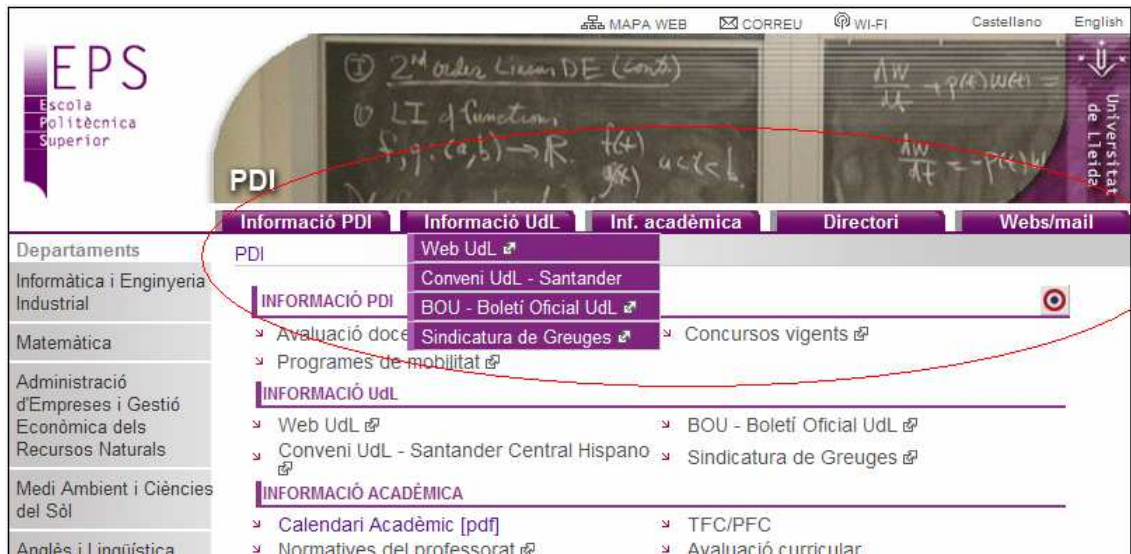 MAPA WEB CORREU WI-FI Castellano English
EPS
Escola
Politècnica
Superior
2nd order Linear DE (Cont.)
LI of functions
f, g: (a,b) → R.
Universitat
de Lleida
PDI
Informació PDI Informació UdL Inf. acadèmica Directori Webs/mail
Departaments
Informàtica i Enginyeria
Industrial
Matemàtica
Administració
d'Empreses i Gestió
Econòmica dels
Recursos Naturals
Medi Ambient i Ciències
del Sòl
Anglès i Lingüística
PDI
Web UdL
Conveni UdL - Santander
BOU - Boletí Oficial UdL
Sindicatura de Greuges
INFORMACIÓ PDI
Avaluació doce
Concursos vigents
Programes de mobilitat
INFORMACIÓ UdL
Web UdL
BOU - Boletí Oficial UdL
Conveni UdL - Santander Central Hispano
Sindicatura de Greuges
INFORMACIÓ ACADÈMICA
Calendari Acadèmic [pdf]
TFC/PFC
Normatives del professorat
Avaluació curricular